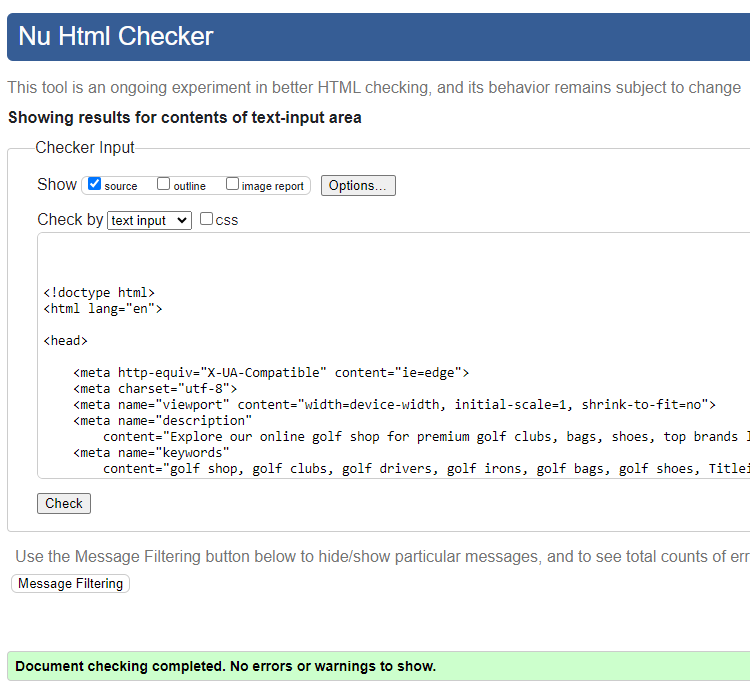 Nu Html Checker
This tool is an ongoing experiment in better HTML checking, and its behavior remains subject to change
Showing results for contents of text-input area
Checker Input
Show source outline image report Options...
Check by text input css
<!doctype html>
<html lang="en">
<head>
<meta http-equiv="X-UA-Compatible" content="ie=edge">
<meta charset="utf-8">
<meta name="viewport" content="width=device-width, initial-scale=1, shrink-to-fit=no">
<meta name="description"
content="Explore our online golf shop for premium golf clubs, bags, shoes, top brands
<meta name="keywords"
content="golf shop, golf clubs, golf drivers, golf irons, golf bags, golf shoes, Titlei
Check
Use the Message Filtering button below to hide/show particular messages, and to see total counts of err
Message Filtering
Document checking completed. No errors or warnings to show.